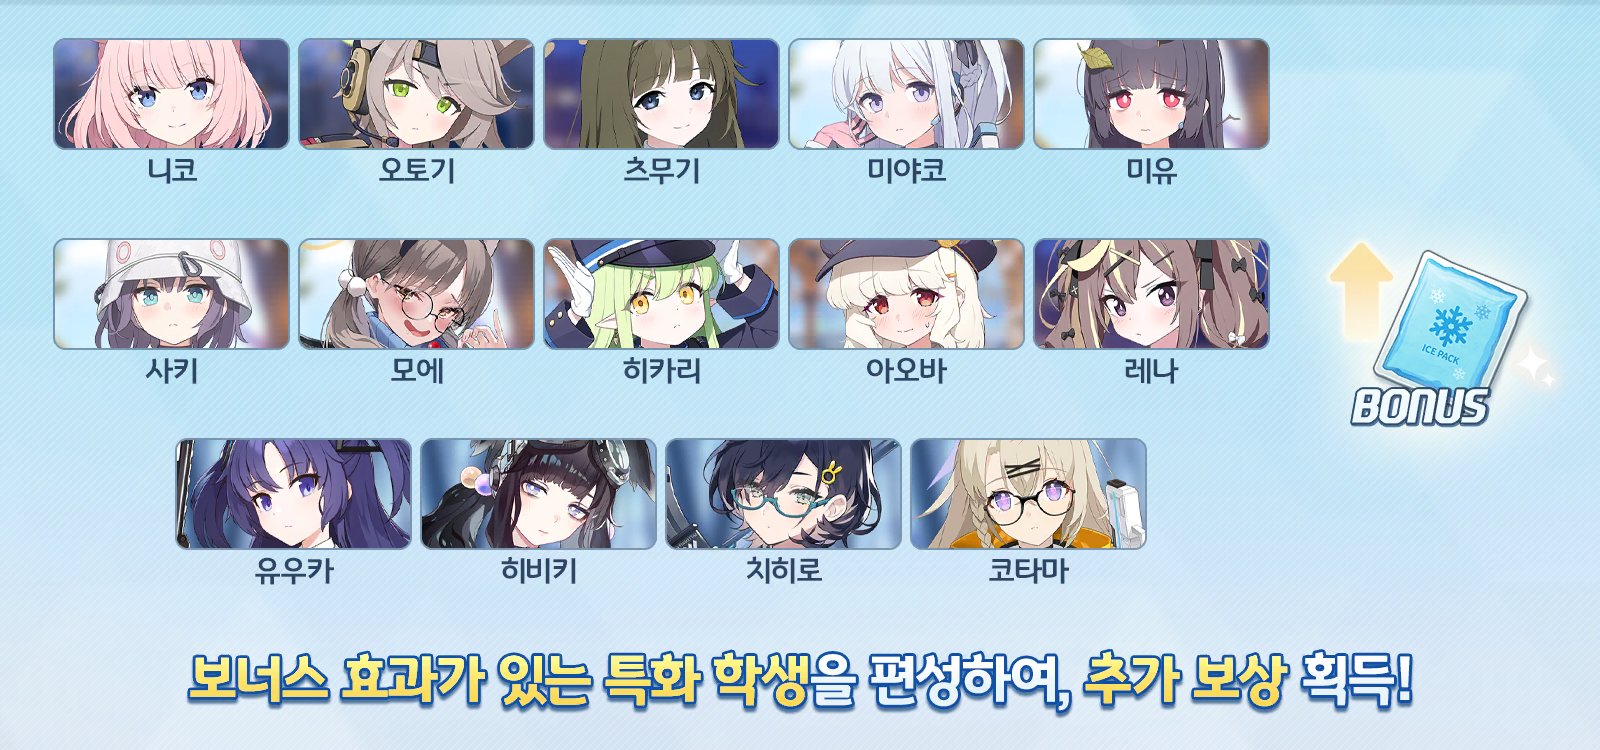 니코
오토기
츠무기
미야코
미유
사키
모에
히카리
아오바
레나
ICE PACK
BONUS
유우카
히비키
치히로
코타마
보너스 효과가 있는 특화 학생을 편성하여, 추가 보상 획득!